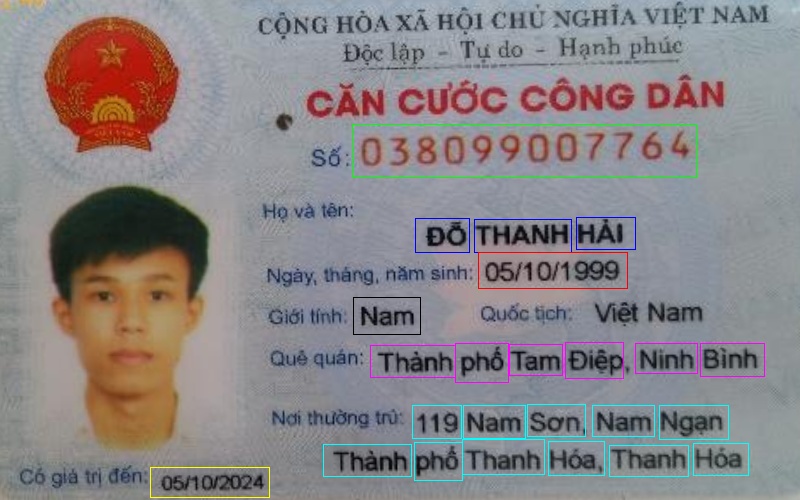 CỘNG HÒA XÃ HỘI CHỦ NGHĨA VIỆT NAM
Độc lập - Tự do - Hạnh phúc
CĂN CƯỚC CÔNG DÂN
Số: 038099007764
Họ và tên:
ĐỖ THANH HẢI
Ngày, tháng, năm sinh: 05/10/1999
Giới tính: Nam Quốc tịch: Việt Nam
Quê quán: Thành phố Tam Điệp, Ninh Bình
Nơi thường trú: 119 Nam Sơn, Nam Ngạn
Thành phố Thanh Hóa, Thanh Hóa
Có giá trị đến: 05/10/2024